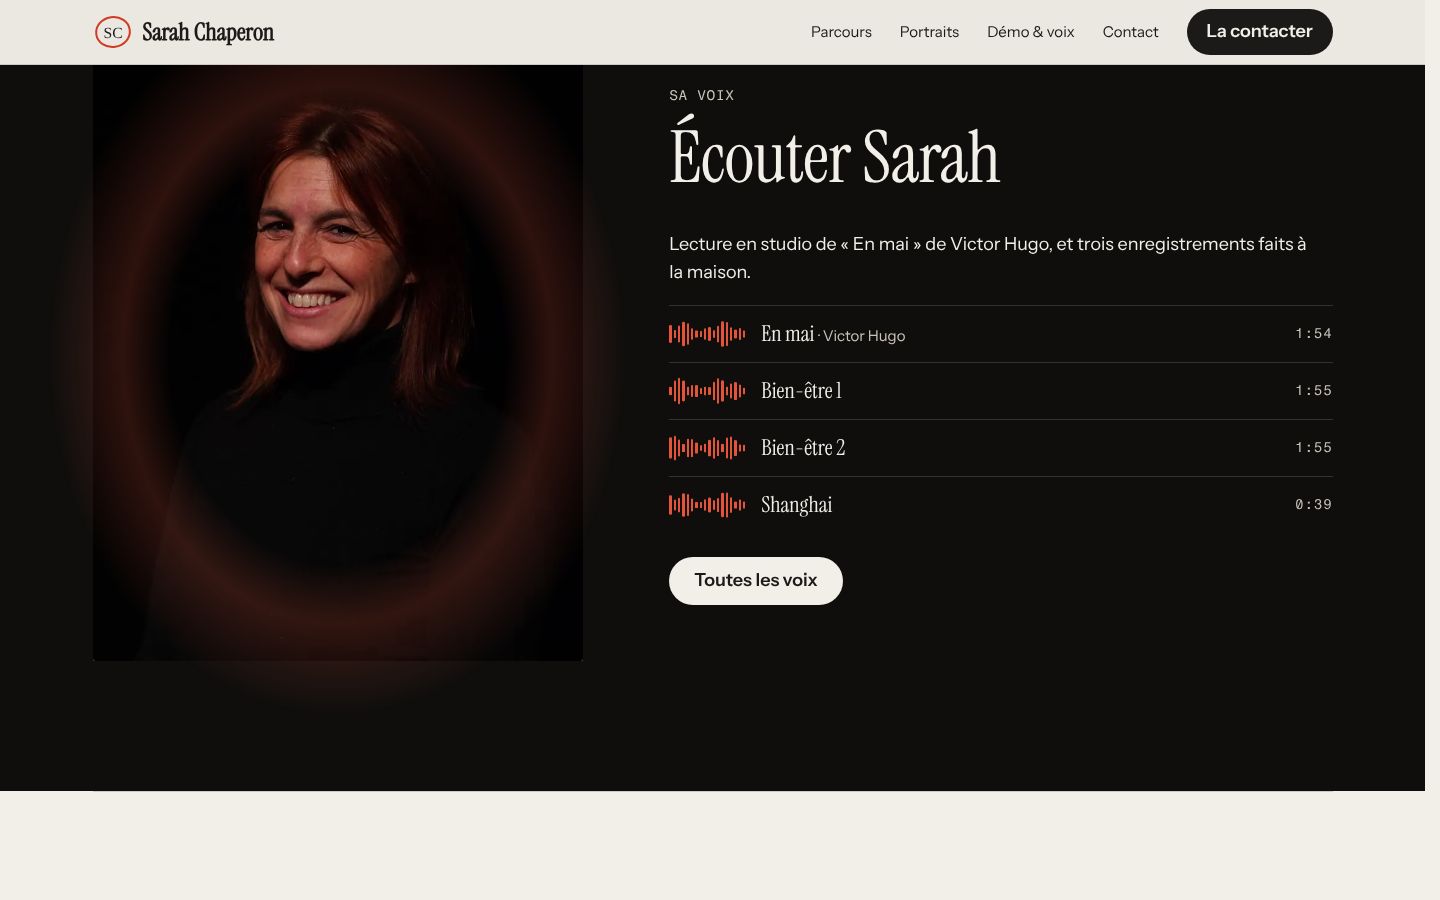 SC Sarah Chaperon
Parcours Portraits Démo & voix Contact La contacter
SA VOIX
Écouter Sarah
Lecture en studio de « En mai » de Victor Hugo, et trois enregistrements faits à
la maison.
En mai · Victor Hugo 1:54
Bien-être 1 1:55
Bien-être 2 1:55
Shanghai 0:39
Toutes les voix